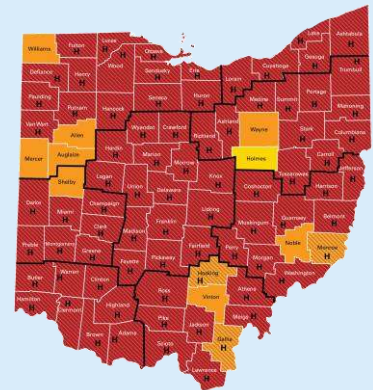 Williams
Fulton
Lucas
Ottawa
Lake
Ashtabula
Geauga
Cuyahoga
Trumbull
Defiance
Henry
Wood
Sandusky
Erie
Lorain
Medina
Summit
Portage
Mahoning
Paulding
Putnam
Hancock
Seneca
Huron
Ashland
Wayne
Stark
Columbiana
Van Wert
Allen
Wyandot
Crawford
Richland
Holmes
Carroll
Jefferson
Mercer
Auglaize
Hardin
Marion
Morrow
Knox
Coshocton
Tuscarawas
Harrison
Shelby
Logan
Union
Delaware
Licking
Muskingum
Guernsey
Belmont
Darke
Miami
Champaign
Clark
Madison
Franklin
Fairfield
Perry
Morgan
Noble
Monroe
Washington
Preble
Montgomery
Greene
Fayette
Pickaway
Hocking
Athens
Butler
Warren
Clinton
Ross
Vinton
Meigs
Hamilton
Clermont
Highland
Pike
Jackson
Gallia
Brown
Adams
Scioto
Lawrence
H